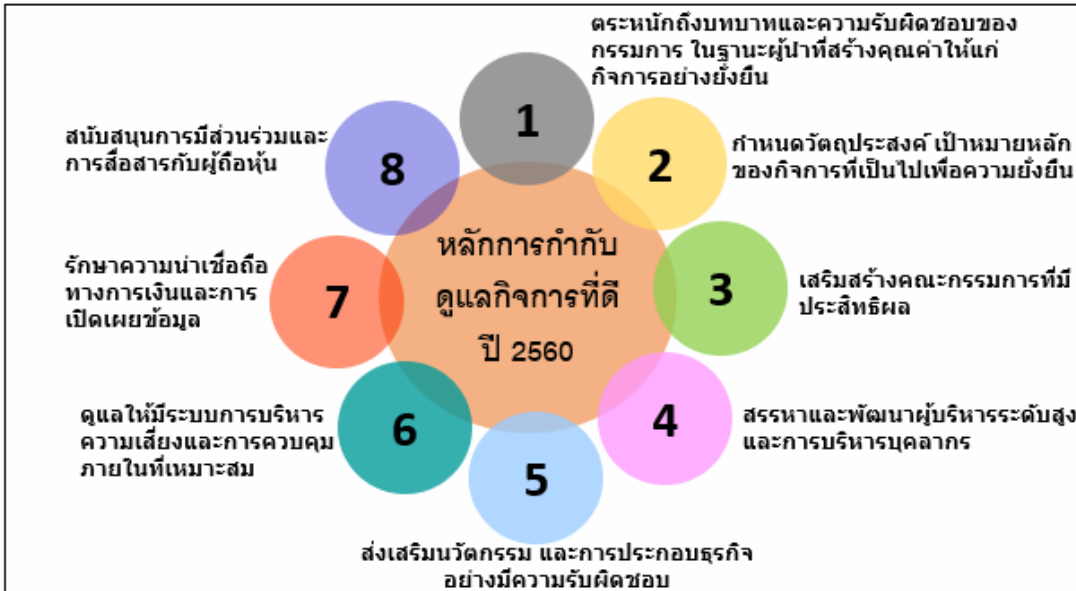 หลักการกำกับ
ดูแลกิจการที่ดี
ปี 2560
1
ตระหนักถึงบทบาทและความรับผิดชอบของ
กรรมการ ในฐานะผู้นำที่สร้างคุณค่าให้แก่
กิจการอย่างยั่งยืน
2
กำหนดวัตถุประสงค์ เป้าหมายหลัก
ของกิจการที่เป็นไปเพื่อความยั่งยืน
3
เสริมสร้างคณะกรรมการที่มี
ประสิทธิผล
4
สรรหาและพัฒนาผู้บริหารระดับสูง
และการบริหารบุคลากร
5
ส่งเสริมนวัตกรรม และการประกอบธุรกิจ
อย่างมีความรับผิดชอบ
6
ดูแลให้มีระบบการบริหาร
ความเสี่ยงและการควบคุม
ภายในที่เหมาะสม
7
รักษาความน่าเชื่อถือ
ทางการเงินและการ
เปิดเผยข้อมูล
8
สนับสนุนการมีส่วนร่วมและ
การสื่อสารกับผู้ถือหุ้น